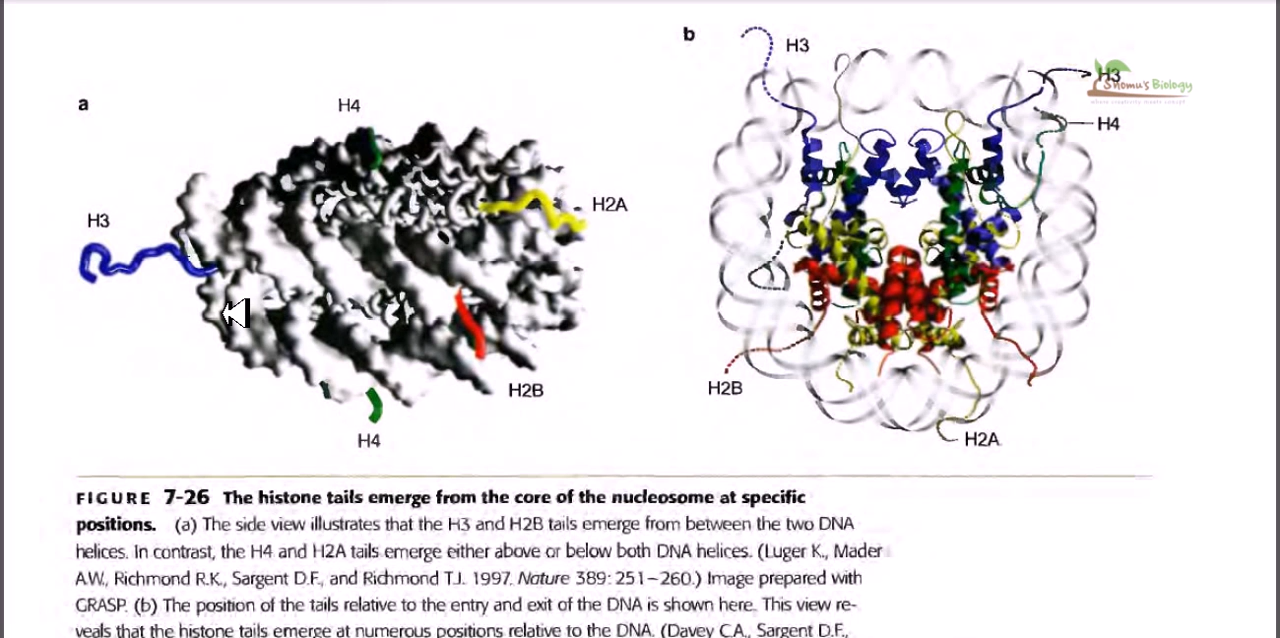 a
H4
H3
H2A
H2B
H4
b
H3
H3
Shomu's Biology
H4
H2B
H2A
FIGURE 7-26 The histone tails emerge from the core of the nucleosome at specific
positions. (a) The side view illustrates that the H3 and H2B tails emerge from between the two DNA
helices. In contrast, the H4 and H2A tails emerge either above or below both DNA helices. (Luger K., Mader
A.W., Richmond R.K., Sargent D.F., and Richmond T.J. 1997. Nature 389: 251–260.) Image prepared with
GRASP. (b) The position of the tails relative to the entry and exit of the DNA is shown here. This view re-
veals that the histone tails emerge at numerous positions relative to the DNA. (Davey C.A., Sargent D.F.,